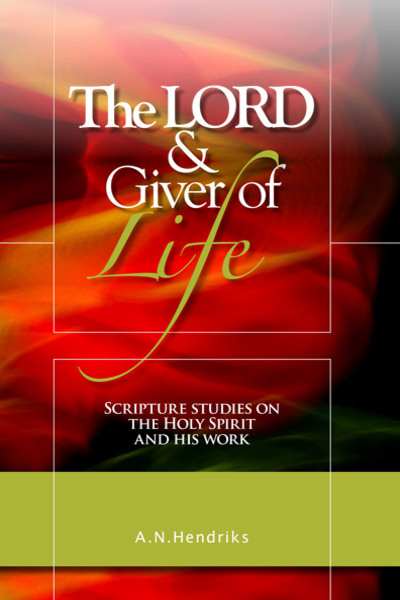 The LORD
&
Giver of
Life
SCRIPTURE STUDIES ON
THE HOLY SPIRIT
AND HIS WORK
A.N.Hendriks